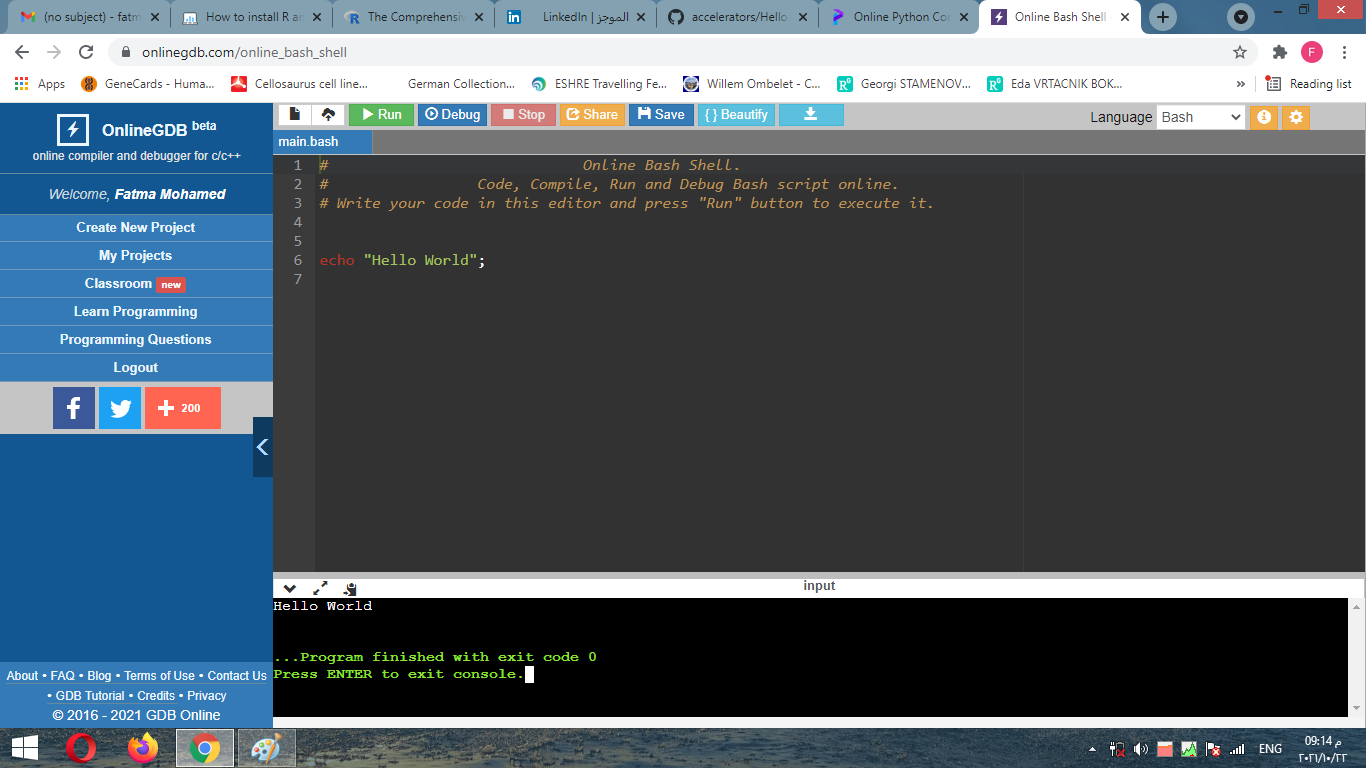 (no subject) - fatm
How to install R an
The Comprehensiv
LinkedIn | الموجز
accelerators/Hello
Online Python Com
Online Bash Shell
onlinegdb.com/online_bash_shell
F
Apps
GeneCards - Huma...
Cellosaurus cell line...
German Collection...
ESHRE Travelling Fe...
Willem Ombelet - C...
Georgi STAMENOV...
Eda VRTACNIK BOK...
»
Reading list
OnlineGDB beta
online compiler and debugger for c/c++
Welcome, Fatma Mohamed
Create New Project
My Projects
Classroom new
Learn Programming
Programming Questions
Logout
200
About • FAQ • Blog • Terms of Use • Contact Us
• GDB Tutorial • Credits • Privacy
© 2016 - 2021 GDB Online
Run
Debug
Stop
Share
Save
{ } Beautify
Language Bash
main.bash
1 # Online Bash Shell.
2 # Code, Compile, Run and Debug Bash script online.
3 # Write your code in this editor and press "Run" button to execute it.
4
5
6 echo "Hello World";
7
input
Hello World
...Program finished with exit code 0
Press ENTER to exit console.
ENG
09:14 م
٢٠٢١/١٠/٢٢